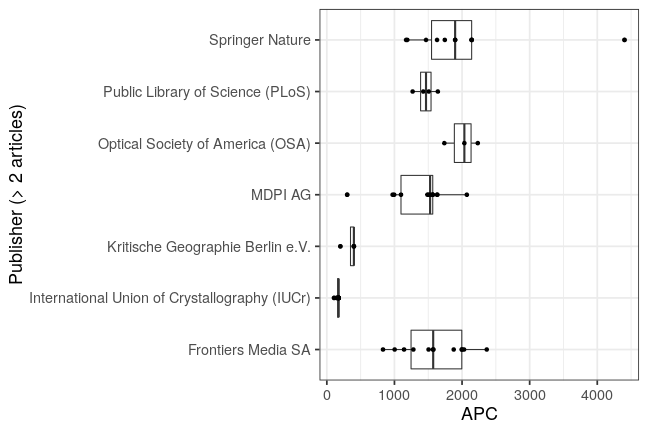 Springer Nature
Public Library of Science (PLoS)
Optical Society of America (OSA)
MDPI AG
Kritische Geographie Berlin e.V.
International Union of Crystallography (IUCr)
Frontiers Media SA
Publisher (> 2 articles)
0 1000 2000 3000 4000
APC